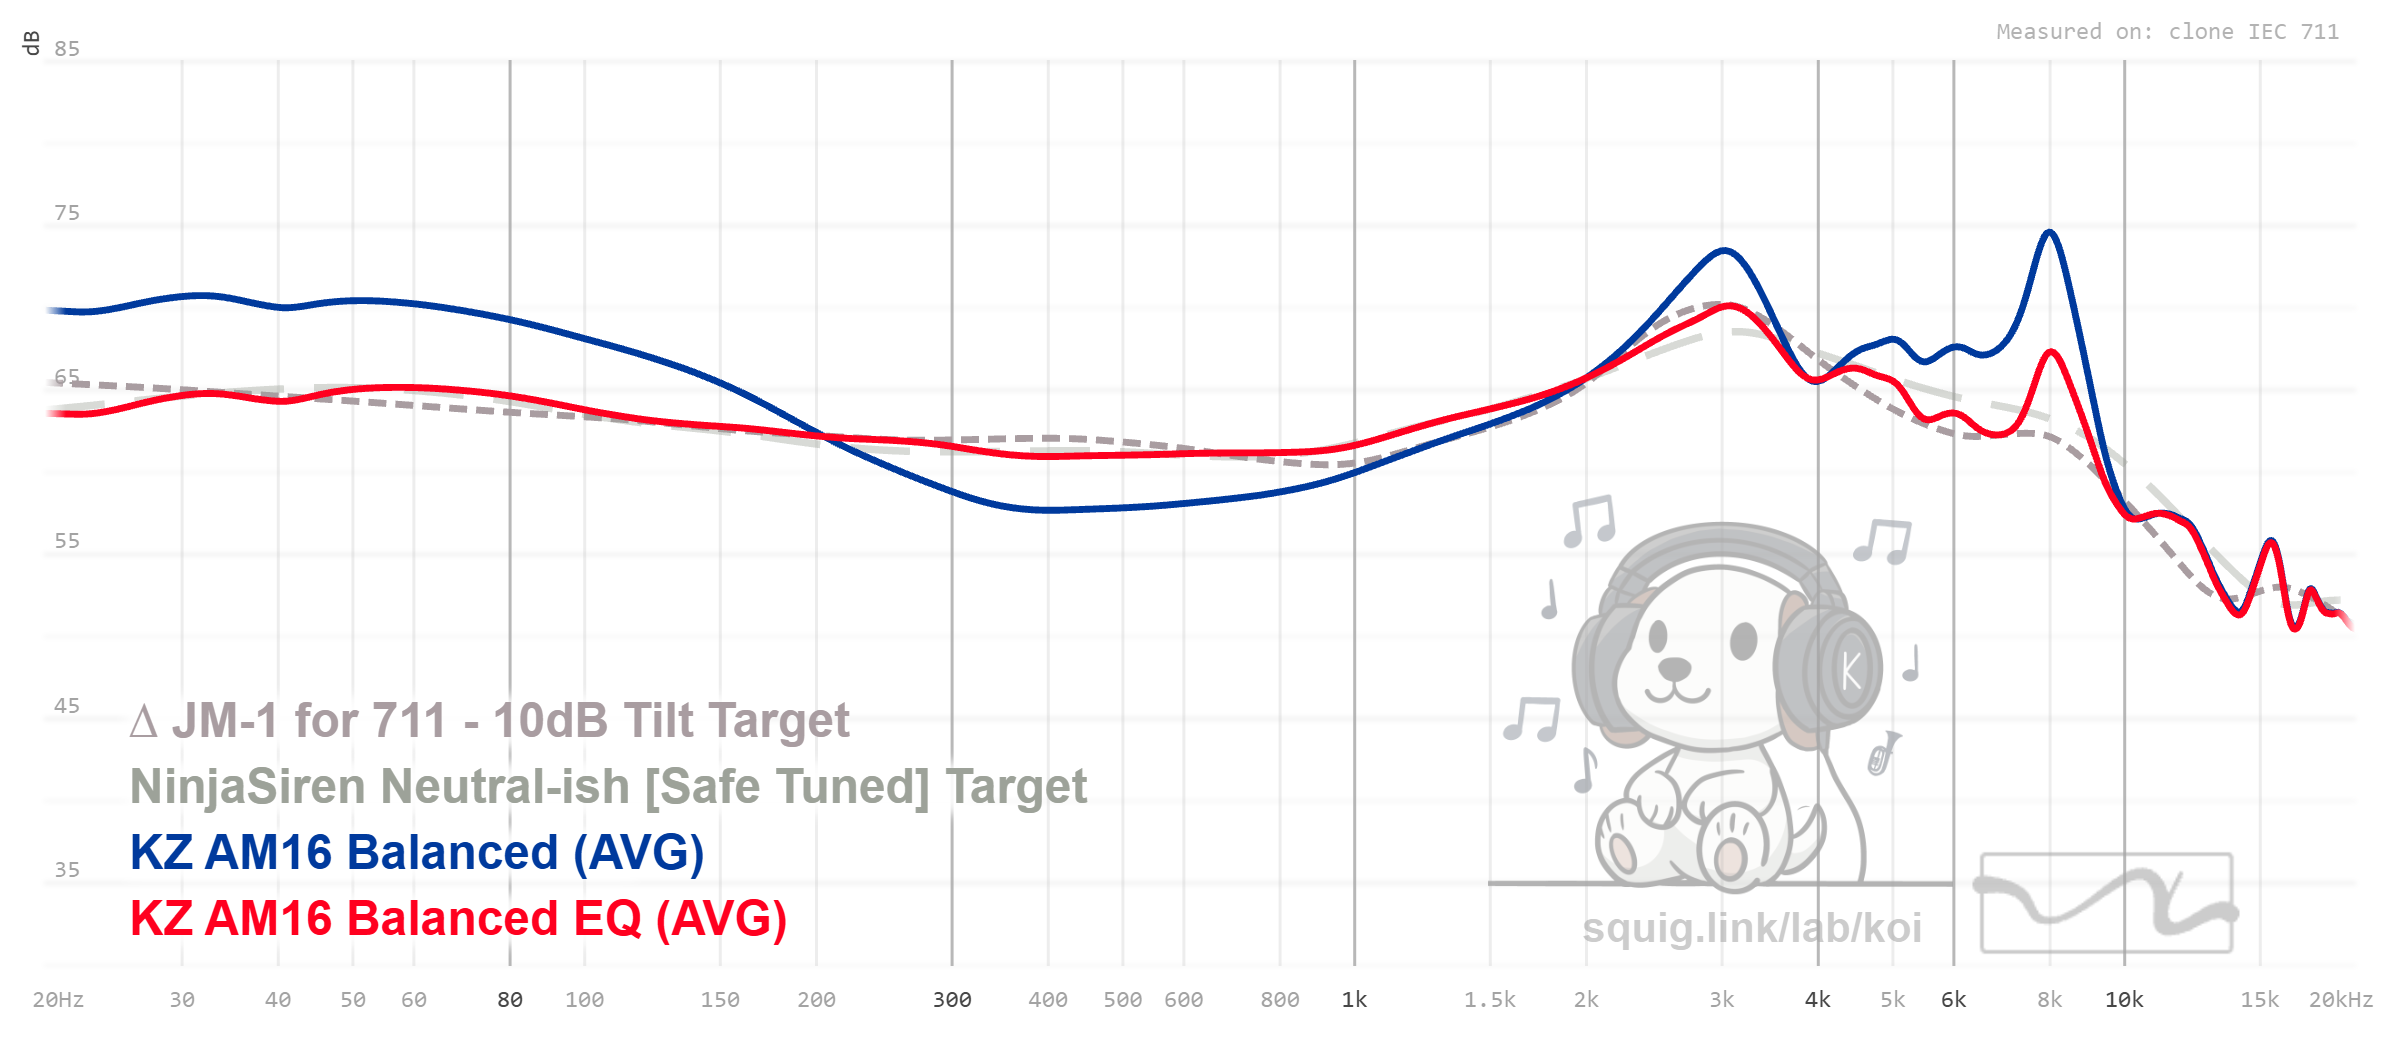 Measured on: clone IEC 711
dB
85
75
65
55
45
35
Δ JM-1 for 711 - 10dB Tilt Target
NinjaSiren Neutral-ish [Safe Tuned] Target
KZ AM16 Balanced (AVG)
KZ AM16 Balanced EQ (AVG)
K
squig.link/lab/koi
20Hz 30 40 50 60 80 100 150 200 300 400 500 600 800 1k 1.5k 2k 3k 4k 5k 6k 8k 10k 15k 20kHz